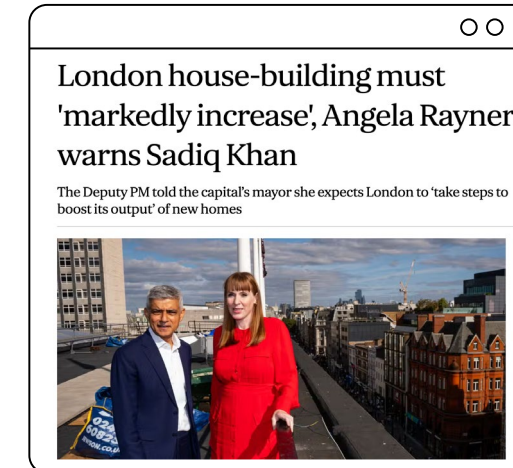 London house-building must
'markedly increase', Angela Rayner
warns Sadiq Khan
The Deputy PM told the capital's mayor she expects London to 'take steps to
boost its output' of new homes
024